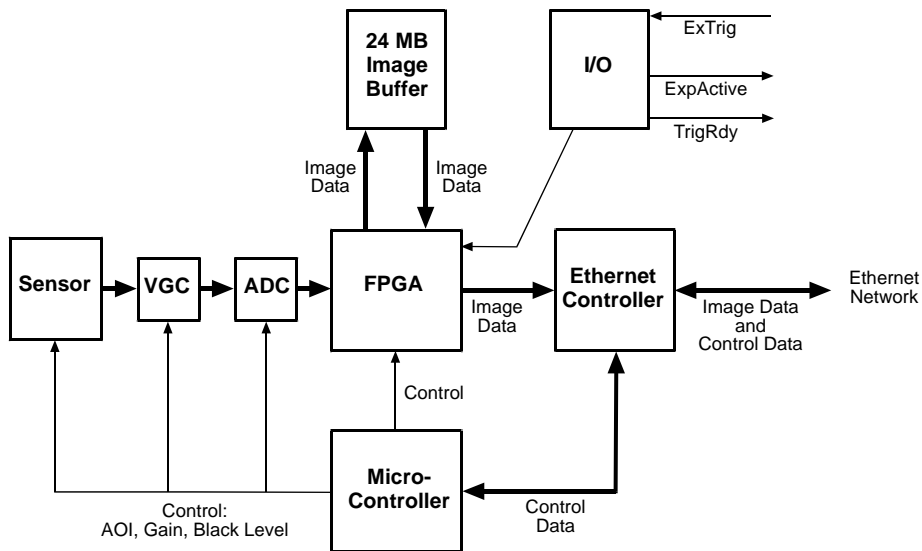 24 MB
Image
Buffer
I/O
ExTrig
ExpActive
TrigRdy
Image
Data
Image
Data
Sensor
VGC
ADC
FPGA
Image
Data
Ethernet
Controller
Image Data
and
Control Data
Ethernet
Network
Control
Micro-
Controller
Control
Data
Control:
AOI, Gain, Black Level